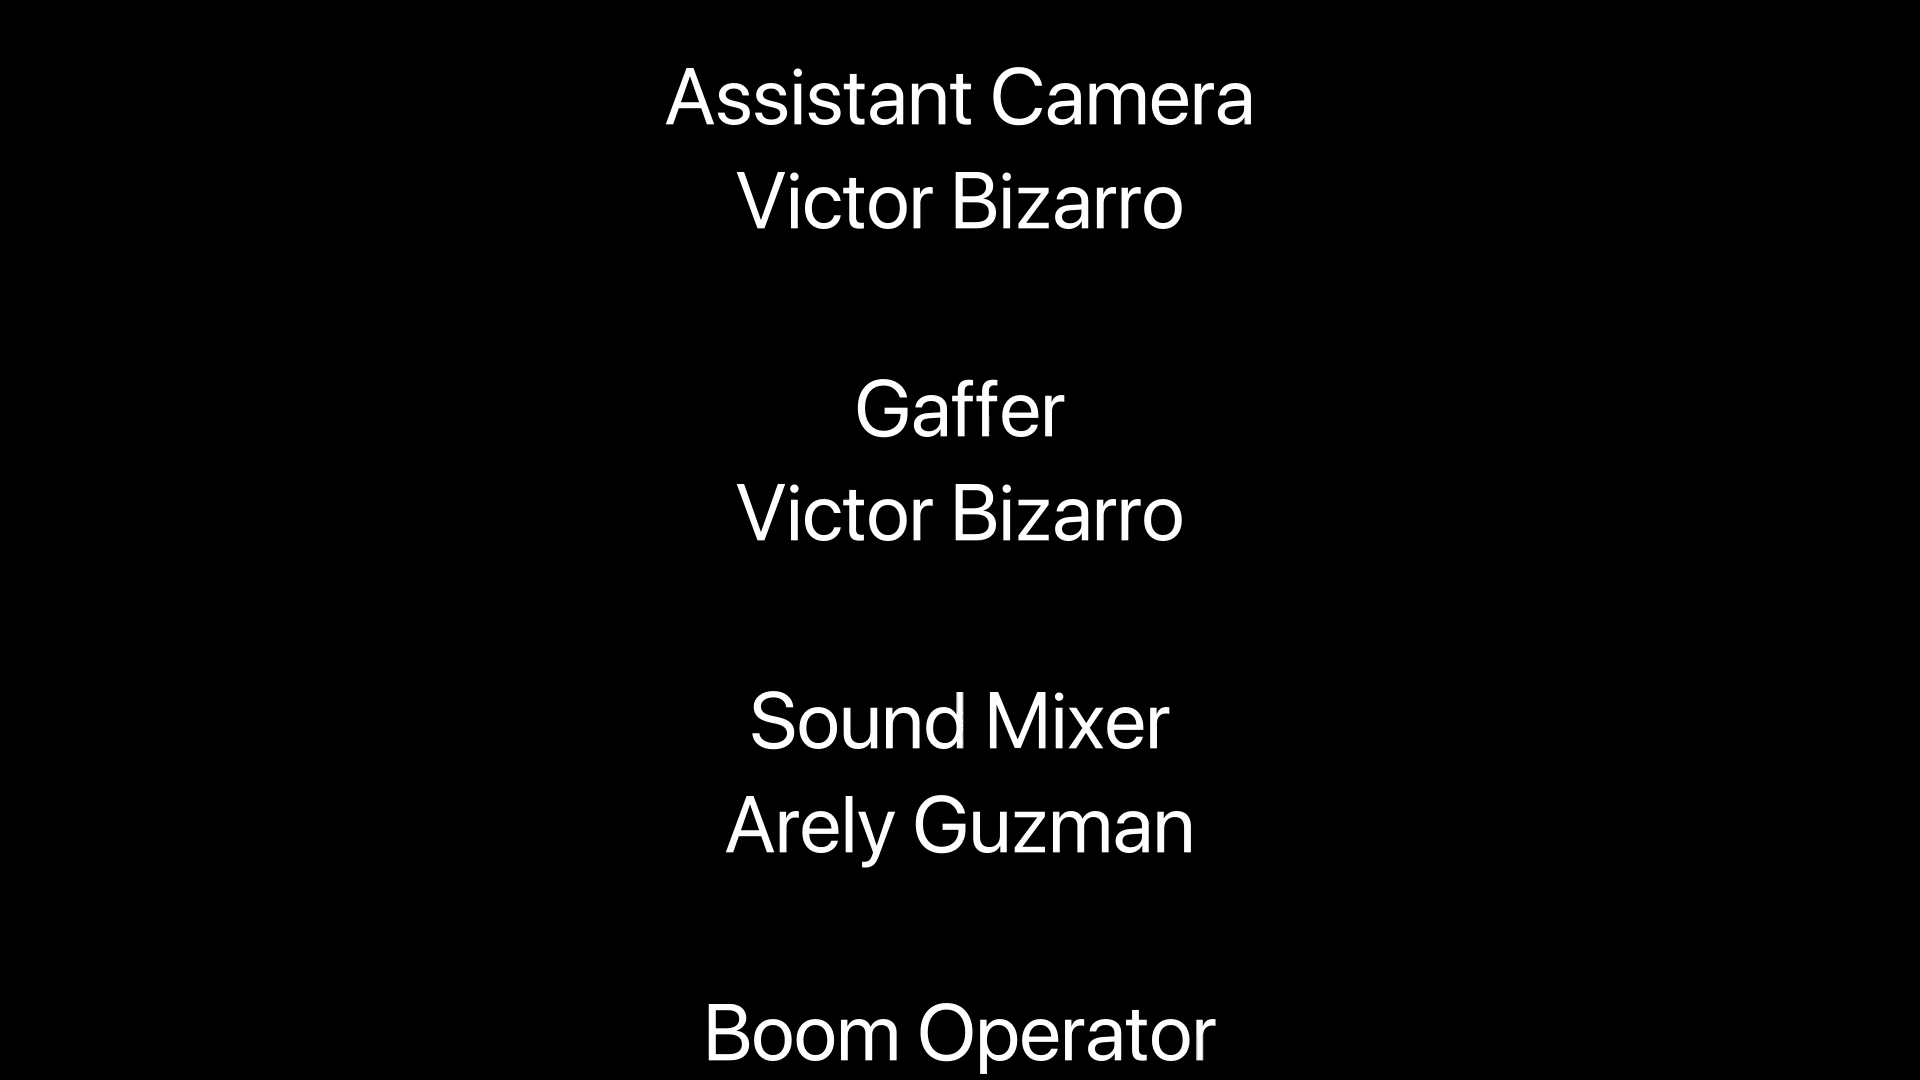 Assistant Camera
Victor Bizarro
Gaffer
Victor Bizarro
Sound Mixer
Arely Guzman
Boom Operator